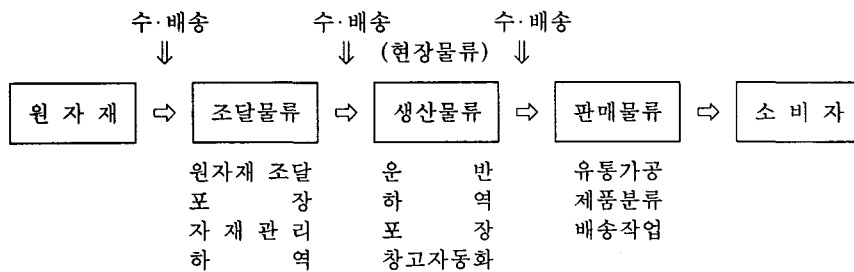 수·배송 수·배송 수·배송
⇓ ⇓ (현장물류) ⇓
원 자 재 ⇨ 조달물류 ⇨ 생산물류 ⇨ 판매물류 ⇨ 소 비 자
원자재 조달 운 반 유통가공
포 장 하 역 제품분류
자 재 관 리 포 장 배송작업
하 역 창고자동화